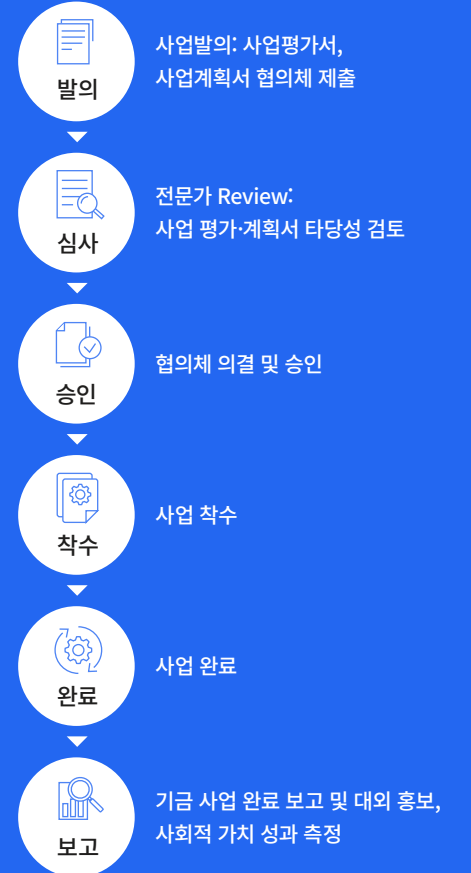 발의
사업발의: 사업평가서,
사업계획서 협의체 제출
심사
전문가 Review:
사업 평가·계획서 타당성 검토
승인
협의체 의결 및 승인
착수
사업 착수
완료
사업 완료
보고
기금 사업 완료 보고 및 대외 홍보,
사회적 가치 성과 측정